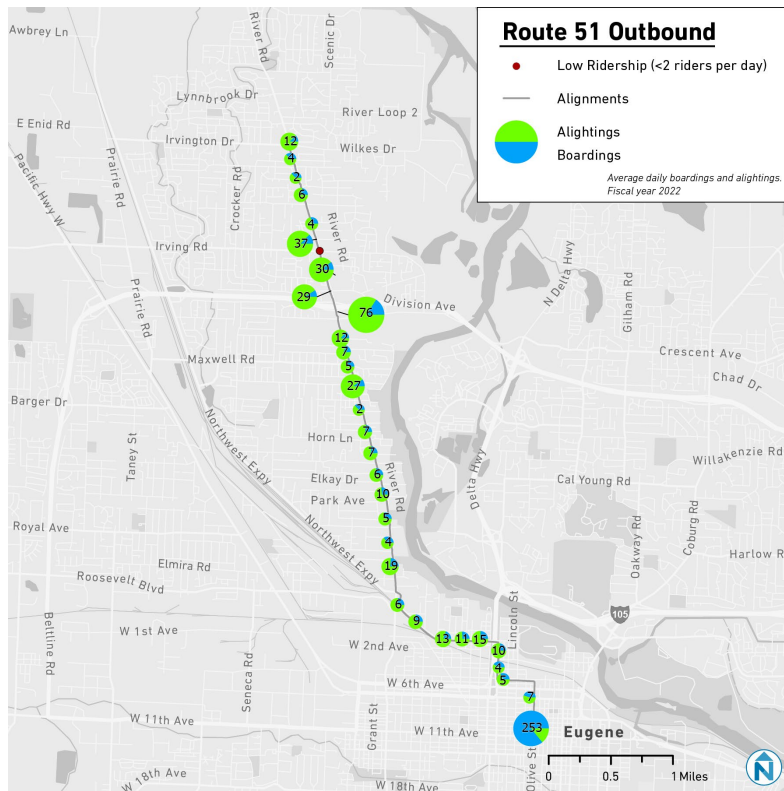 Route 51 Outbound
Low Ridership (<2 riders per day)
Alignments
Alightings
Boardings
Average daily boardings and alightings.
Fiscal year 2022
Awbrey Ln
River Rd
Scenic Dr
Lynnbrook Dr
River Loop 2
E Enid Rd
Irvington Dr
12
Wilkes Dr
4
Prairie Rd
Pacific Hwy W
Crocker Rd
2
6
4
River Rd
Irving Rd
37
30
N Delta Hwy
Gilham Rd
Prairie Rd
29
76
Division Ave
12
7
Maxwell Rd
5
Crescent Ave
27
Chad Dr
Barger Dr
2
Northwest Expy
Taney St
Horn Ln
7
7
Willakenzie Rd
Delta Hwy
Elkay Dr
6
River Rd
Cal Young Rd
Park Ave
10
Royal Ave
5
Northwest Expy
Oakway Rd
Coburg Rd
4
Harlow R
Elmira Rd
19
Roosevelt Blvd
6
Lincoln St
105
Beltline Rd
W 1st Ave
9
13
11
15
W 2nd Ave
10
4
Seneca Rd
W 6th Ave
5
7
W 11th Ave
Grant St
W 11th Ave
253
Eugene
Olive St
W 18th Ave
W 18th Ave
0
0.5
1 Miles
N